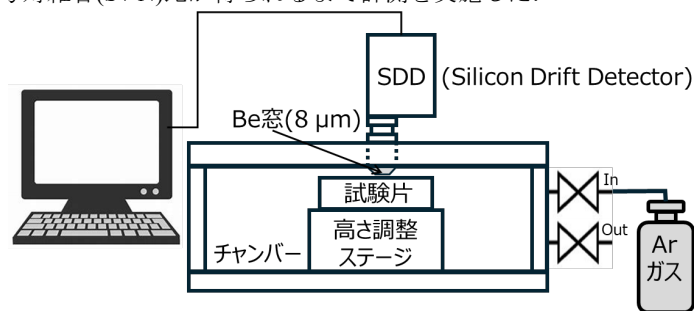 SDD (Silicon Drift Detector)
Be窓(8 μm)
試験片
高さ調整
ステージ
チャンバー
In
Out
Ar
ガス